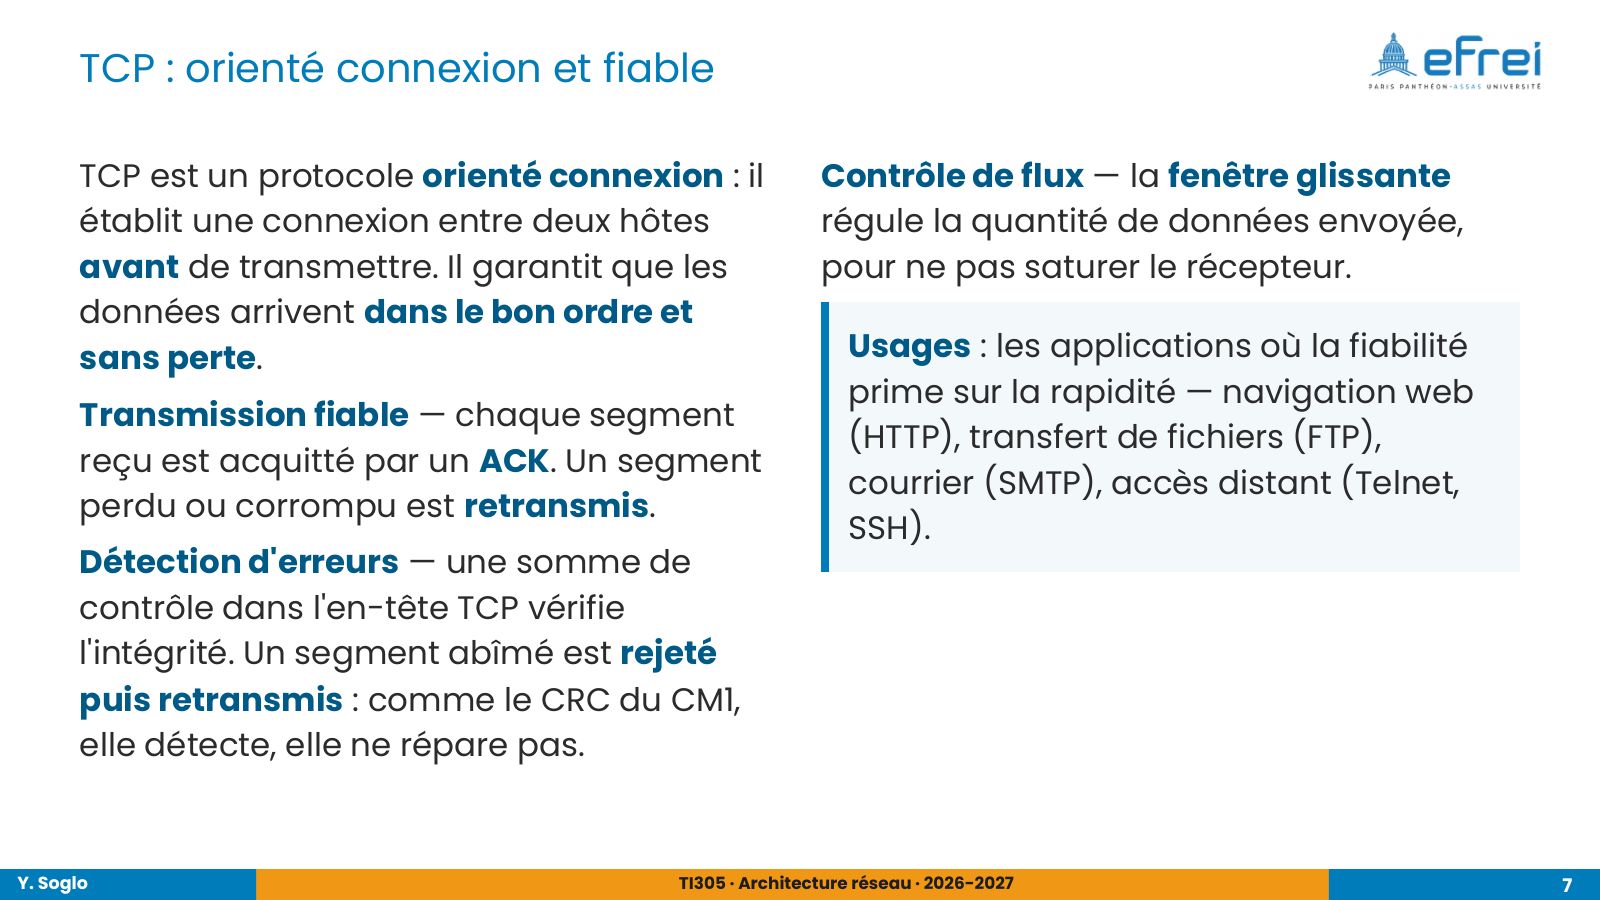 TCP : orienté connexion et fiable
efrei
PARIS PANTHÉON-ASSAS UNIVERSITÉ
TCP est un protocole orienté connexion : il
établit une connexion entre deux hôtes
avant de transmettre. Il garantit que les
données arrivent dans le bon ordre et
sans perte.
Transmission fiable — chaque segment
reçu est acquitté par un ACK. Un segment
perdu ou corrompu est retransmis.
Détection d'erreurs — une somme de
contrôle dans l'en-tête TCP vérifie
l'intégrité. Un segment abîmé est rejeté
puis retransmis : comme le CRC du CM1,
elle détecte, elle ne répare pas.
Contrôle de flux — la fenêtre glissante
régule la quantité de données envoyée,
pour ne pas saturer le récepteur.
Usages : les applications où la fiabilité
prime sur la rapidité — navigation web
(HTTP), transfert de fichiers (FTP),
courrier (SMTP), accès distant (Telnet,
SSH).
Y. Soglo
TI305 · Architecture réseau · 2026-2027
7